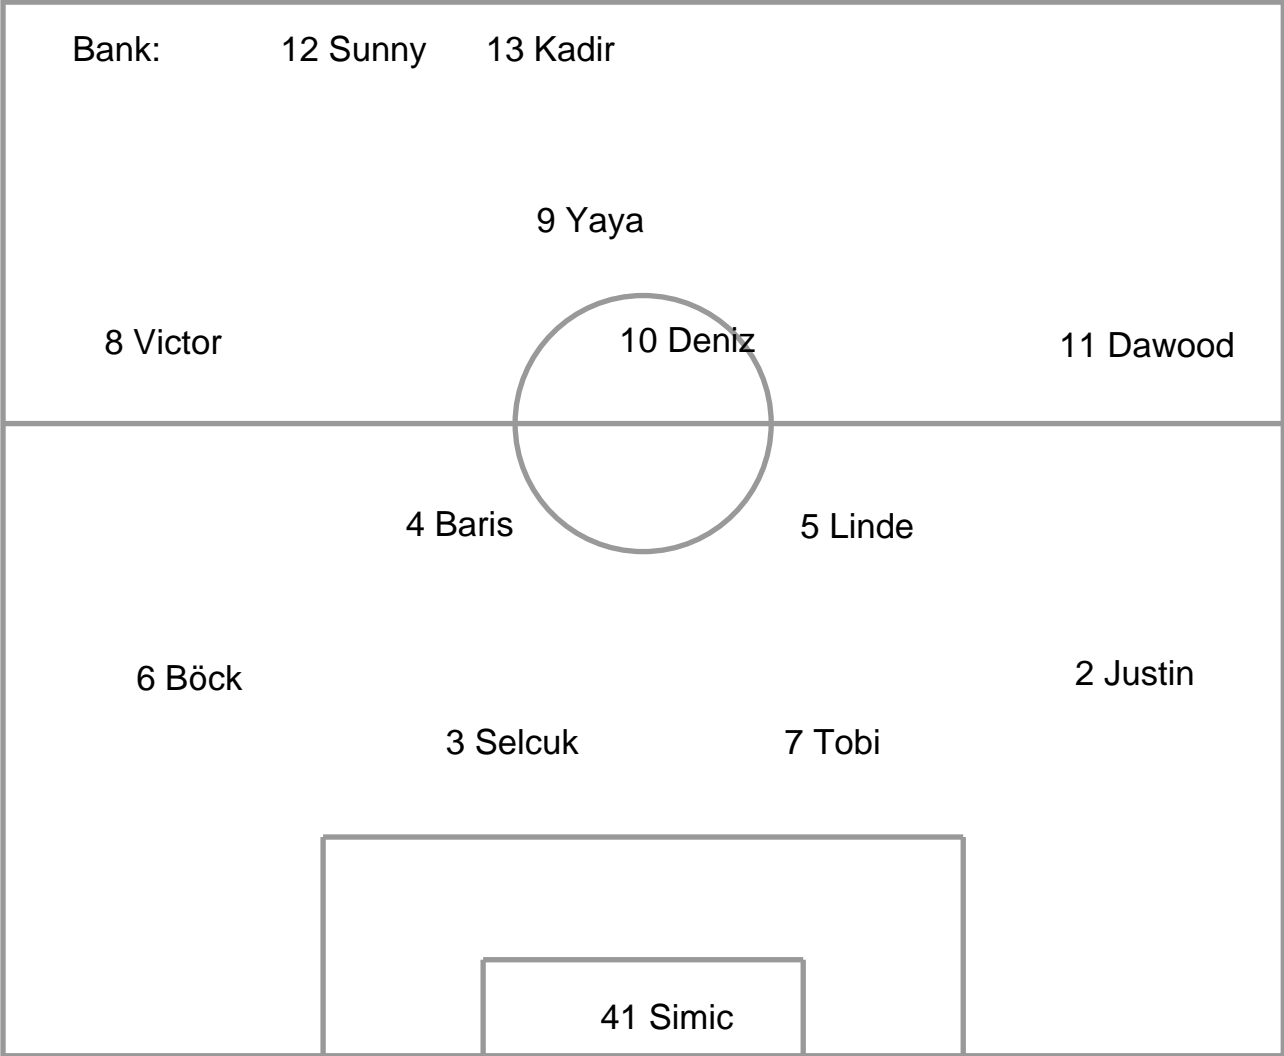 Bank: 12 Sunny 13 Kadir
9 Yaya
8 Victor 10 Deniz 11 Dawood
4 Baris 5 Linde
6 Böck 2 Justin
3 Selcuk 7 Tobi
41 Simic